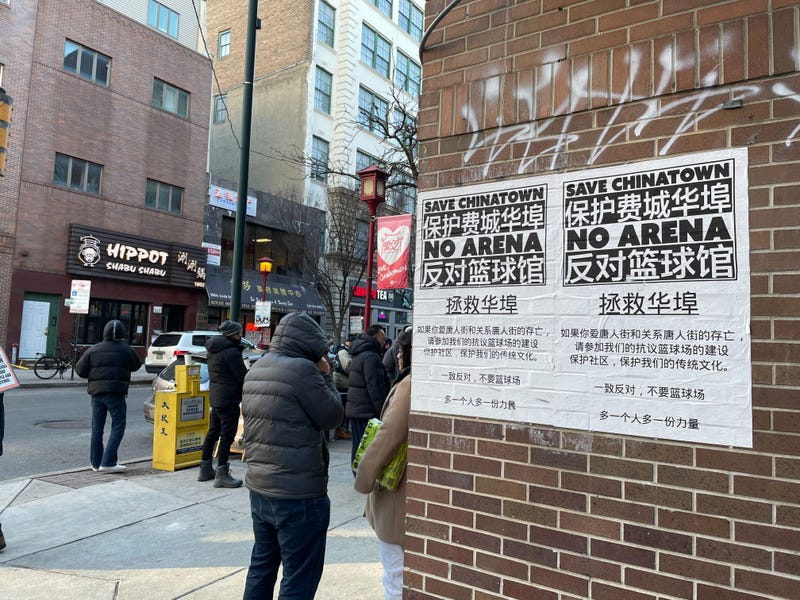 HIPPOT
SHABU SHABU
涮涮鍋
TEA
SAVE CHINATOWN
保护费城华埠
NO ARENA
反对篮球馆
拯救华埠
如果你爱唐人街和关系唐人街的存亡,
请参加我们的抗议篮球场的建设
保护社区,保护我们的传统文化。
一致反对,不要篮球场
多一个人多一份力量
SAVE CHINATOWN
保护费城华埠
NO ARENA
反对篮球馆
拯救华埠
如果你爱唐人街和关系唐人街的存亡,
请参加我们的抗议篮球场的建设
保护社区,保护我们的传统文化。
一致反对,不要篮球场
多一个人多一份力量